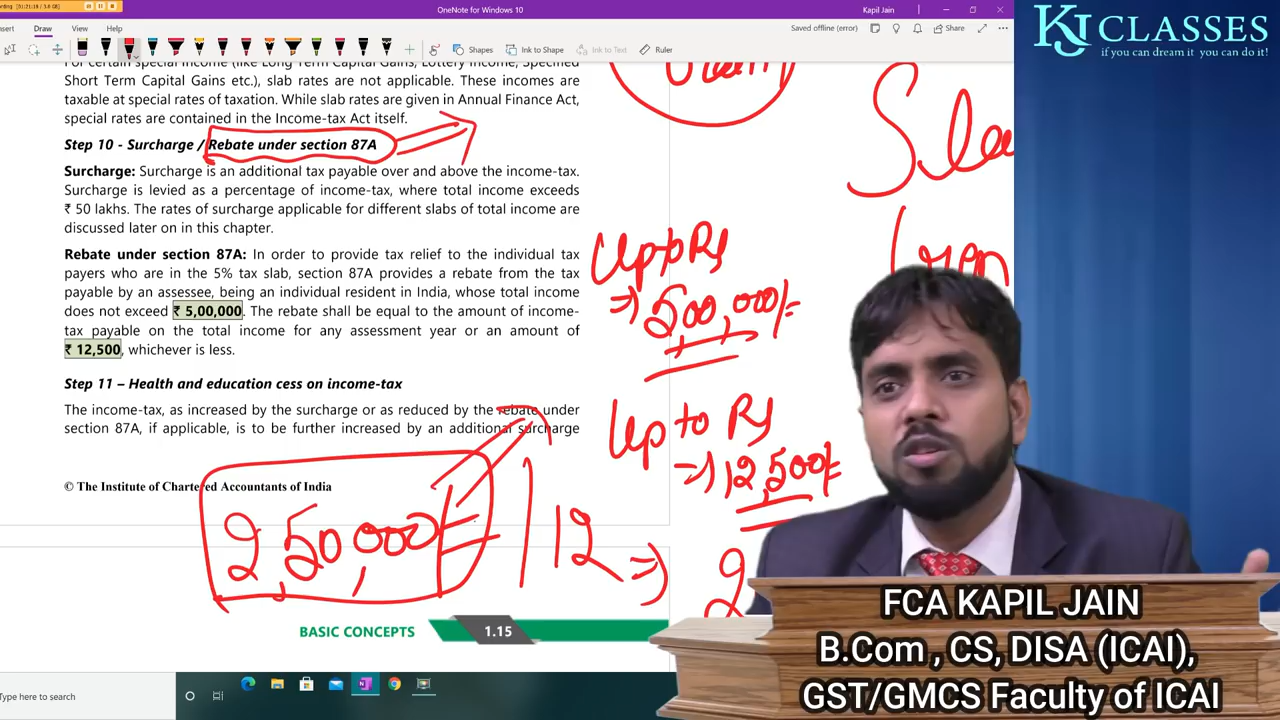 OneNote for Windows 10
Kapil Jain
Insert
Draw
View
Help
Saved offline (error)
Share
Shapes
Ink to Shape
Ink to Text
Ruler
KJ CLASSES
if you can dream it you can do it!
For certain special income (like Long Term Capital Gains, Lottery Income, Specified
Short Term Capital Gains etc.), slab rates are not applicable. These incomes are
taxable at special rates of taxation. While slab rates are given in Annual Finance Act,
special rates are contained in the Income-tax Act itself.
Step 10 - Surcharge / Rebate under section 87A
Surcharge: Surcharge is an additional tax payable over and above the income-tax.
Surcharge is levied as a percentage of income-tax, where total income exceeds
₹ 50 lakhs. The rates of surcharge applicable for different slabs of total income are
discussed later on in this chapter.
Rebate under section 87A: In order to provide tax relief to the individual tax
payers who are in the 5% tax slab, section 87A provides a rebate from the tax
payable by an assessee, being an individual resident in India, whose total income
does not exceed ₹ 5,00,000. The rebate shall be equal to the amount of income-
tax payable on the total income for any assessment year or an amount of
₹ 12,500, whichever is less.
Step 11 – Health and education cess on income-tax
The income-tax, as increased by the surcharge or as reduced by the rebate under
section 87A, if applicable, is to be further increased by an additional surcharge
© The Institute of Chartered Accountants of India
Up to Rs
⇒ 500,000/-
Up to Rs
⇒ 12,500/-
2,50,000
12 ⇒ 2
BASIC CONCEPTS 1.15
Type here to search
FCA KAPIL JAIN
B.Com , CS, DISA (ICAI),
GST/GMCS Faculty of ICAI